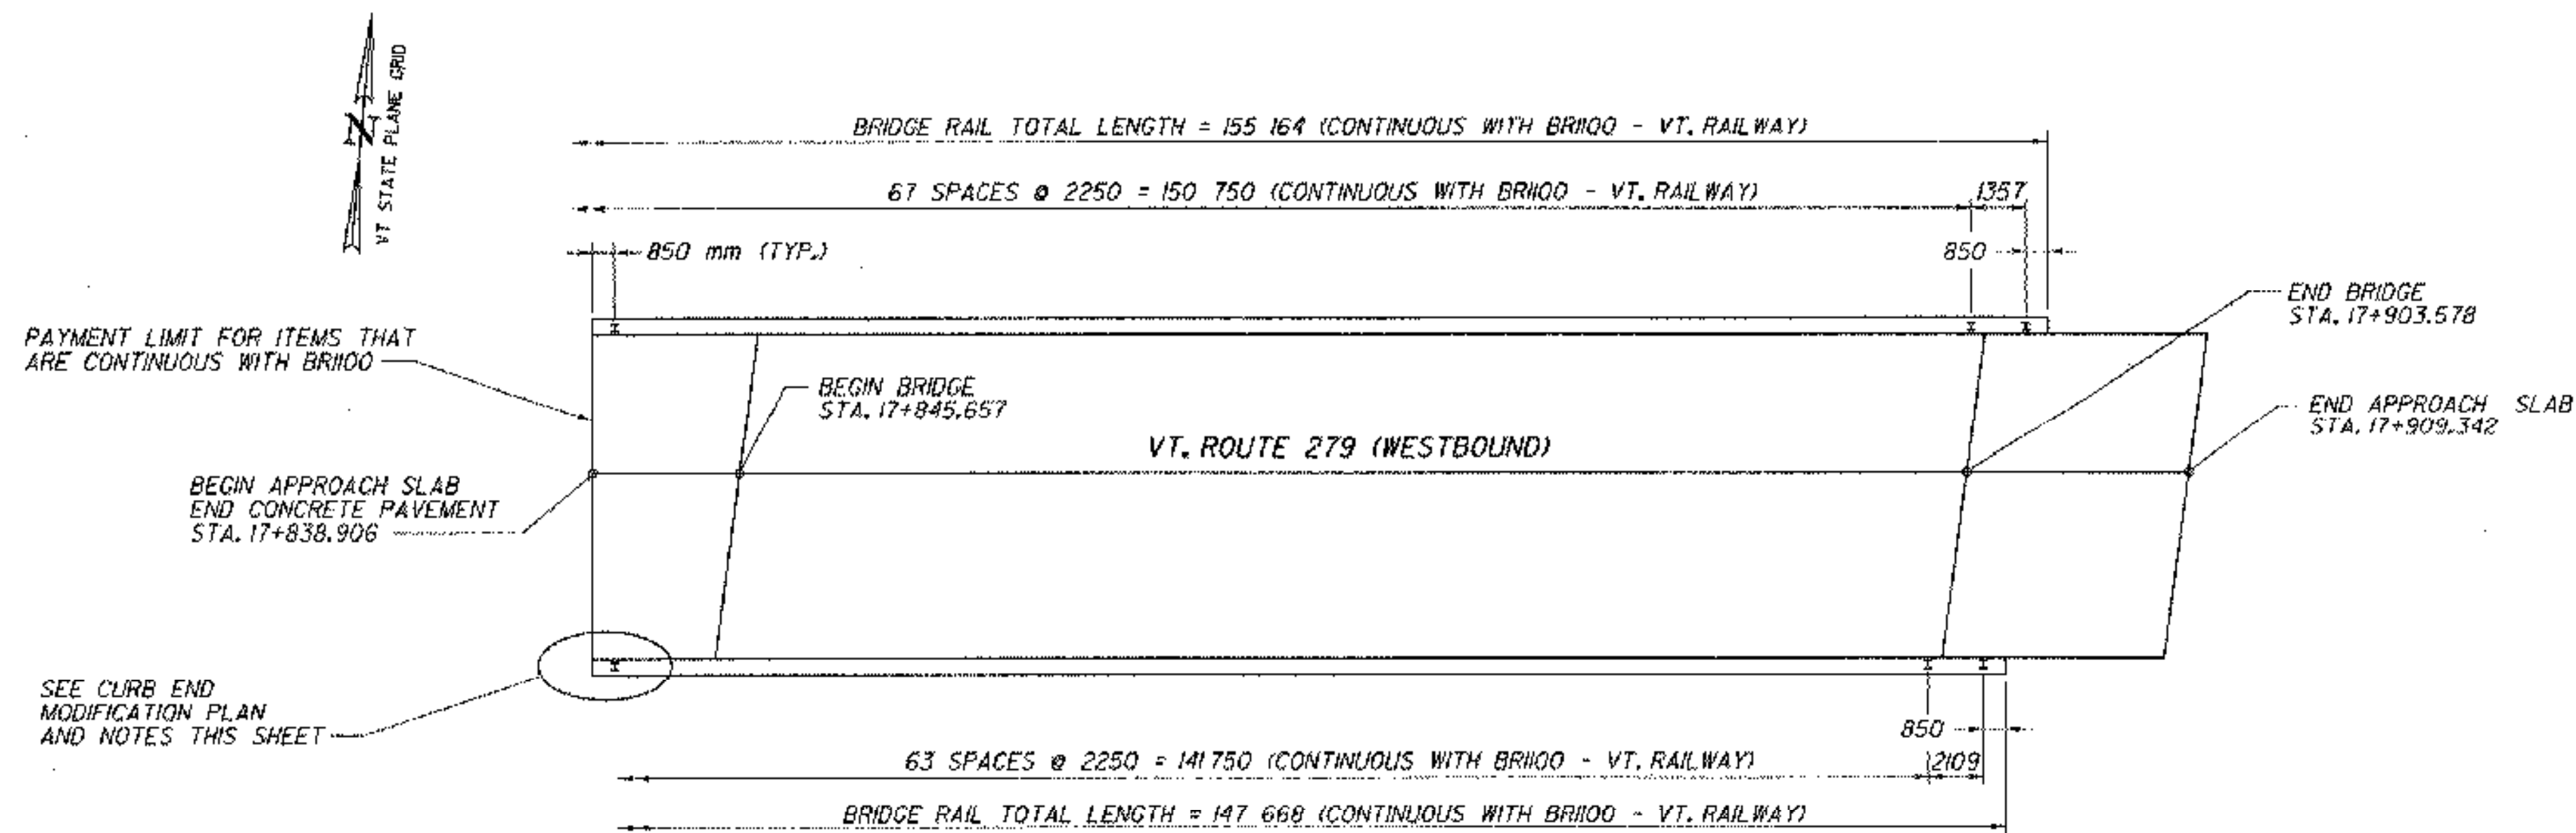 N
VT STATE PLANE GRID
BRIDGE RAIL TOTAL LENGTH = 155 164 (CONTINUOUS WITH BR1100 - VT. RAILWAY)
67 SPACES @ 2250 = 150 750 (CONTINUOUS WITH BR1100 - VT. RAILWAY)
1357
850 mm (TYP.)
850
END BRIDGE
STA. 17+903.578
PAYMENT LIMIT FOR ITEMS THAT
ARE CONTINUOUS WITH BR1100
BEGIN BRIDGE
STA. 17+845.657
END APPROACH SLAB
STA. 17+909.342
VT. ROUTE 279 (WESTBOUND)
BEGIN APPROACH SLAB
END CONCRETE PAVEMENT
STA. 17+838.906
SEE CURB END
MODIFICATION PLAN
AND NOTES THIS SHEET
850
63 SPACES @ 2250 = 141 750 (CONTINUOUS WITH BR1100 - VT. RAILWAY)
2109
BRIDGE RAIL TOTAL LENGTH = 147 668 (CONTINUOUS WITH BR1100 - VT. RAILWAY)